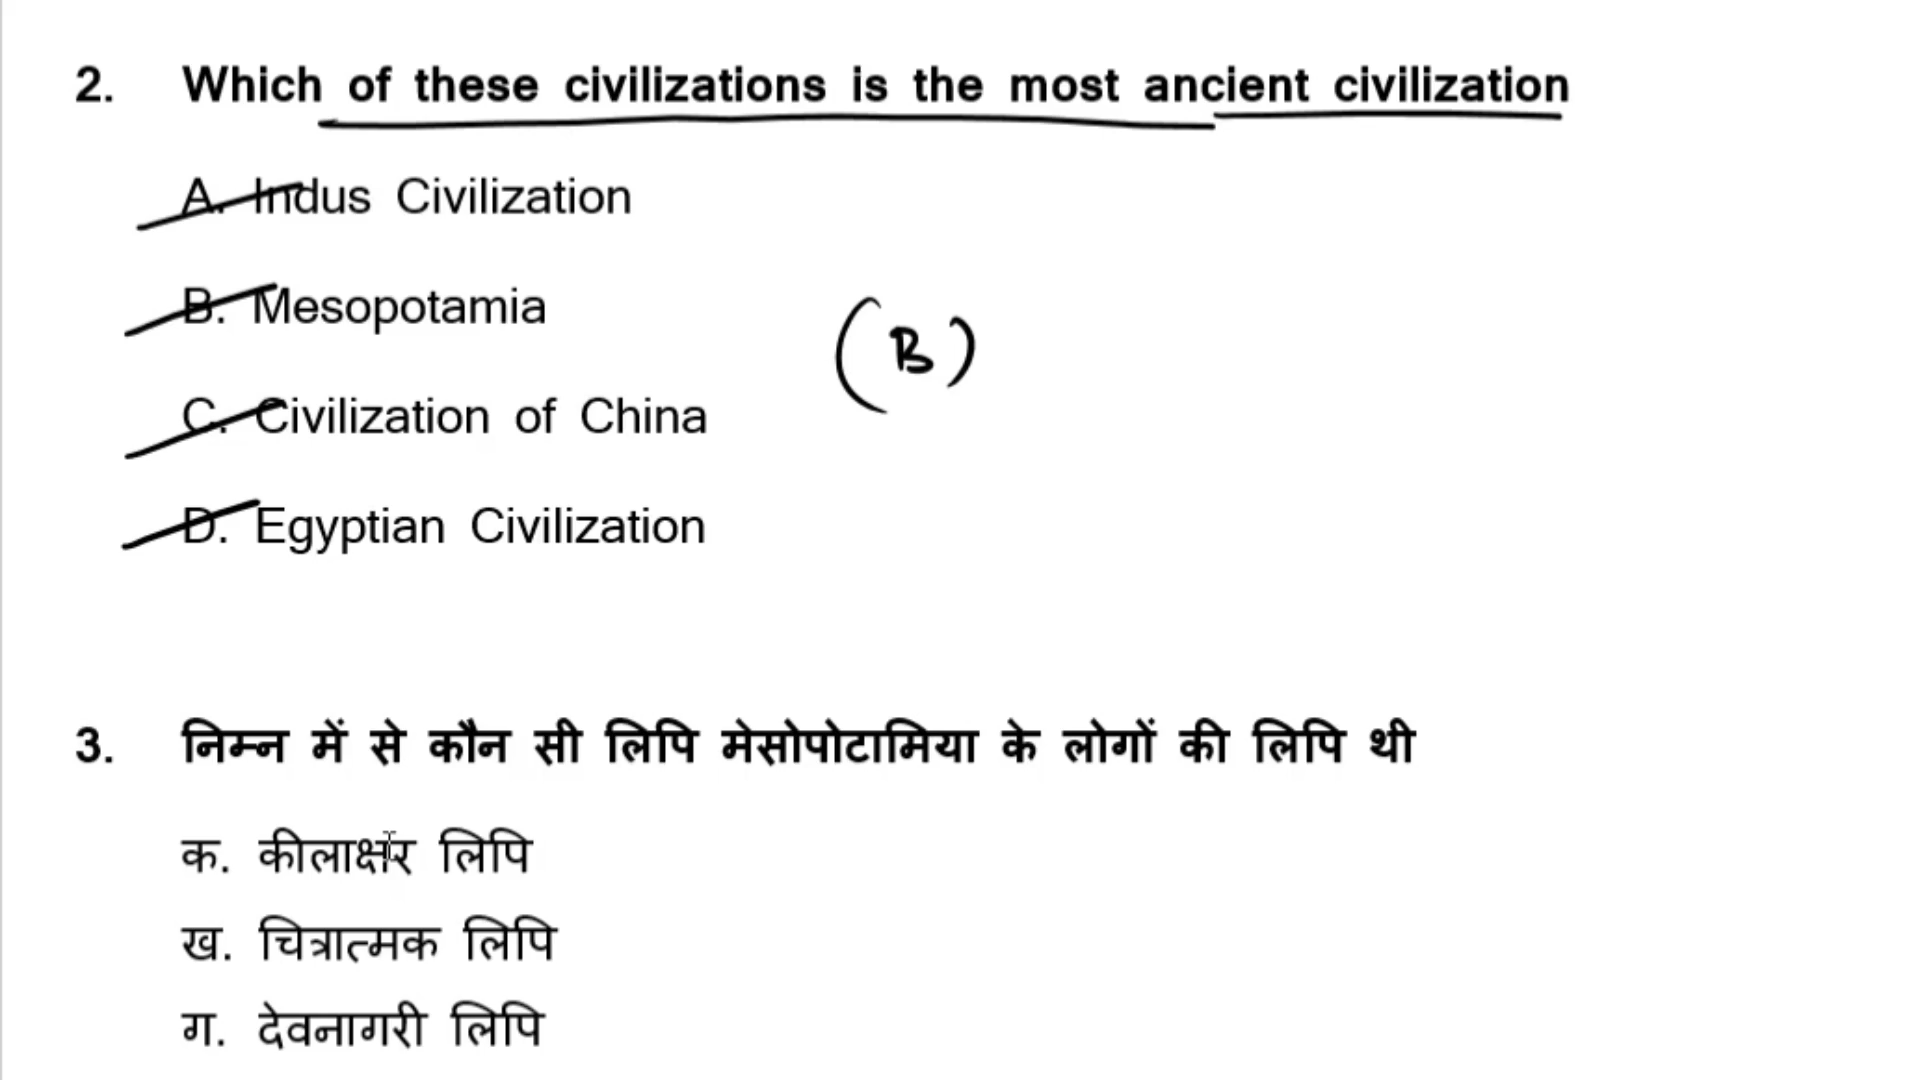 2. Which of these civilizations is the most ancient civilization
A. Indus Civilization
B. Mesopotamia
(B)
C. Civilization of China
D. Egyptian Civilization
3. निम्न में से कौन सी लिपि मेसोपोटामिया के लोगों की लिपि थी
क. कीलाक्षर लिपि
ख. चित्रात्मक लिपि
ग. देवनागरी लिपि